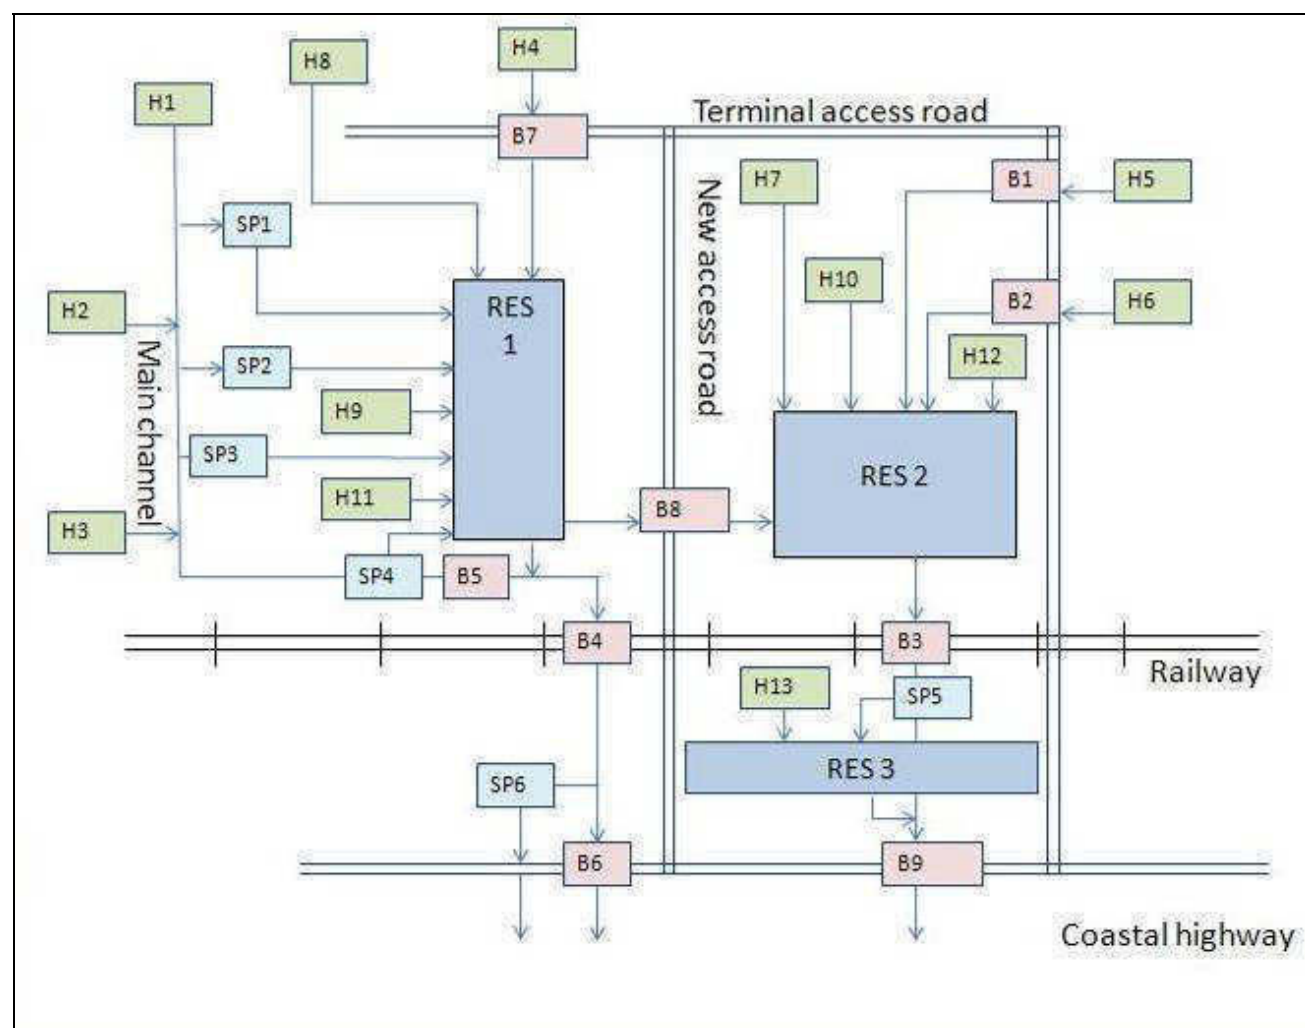 H4
H8
H1
Terminal access road
B7
H7
B1
H5
New access road
SP1
H10
H2
RES
1
B2
H6
Main channel
SP2
H12
H9
SP3
RES 2
H11
B8
H3
SP4
B5
B4
B3
Railway
H13
SP5
RES 3
SP6
B6
B9
Coastal highway